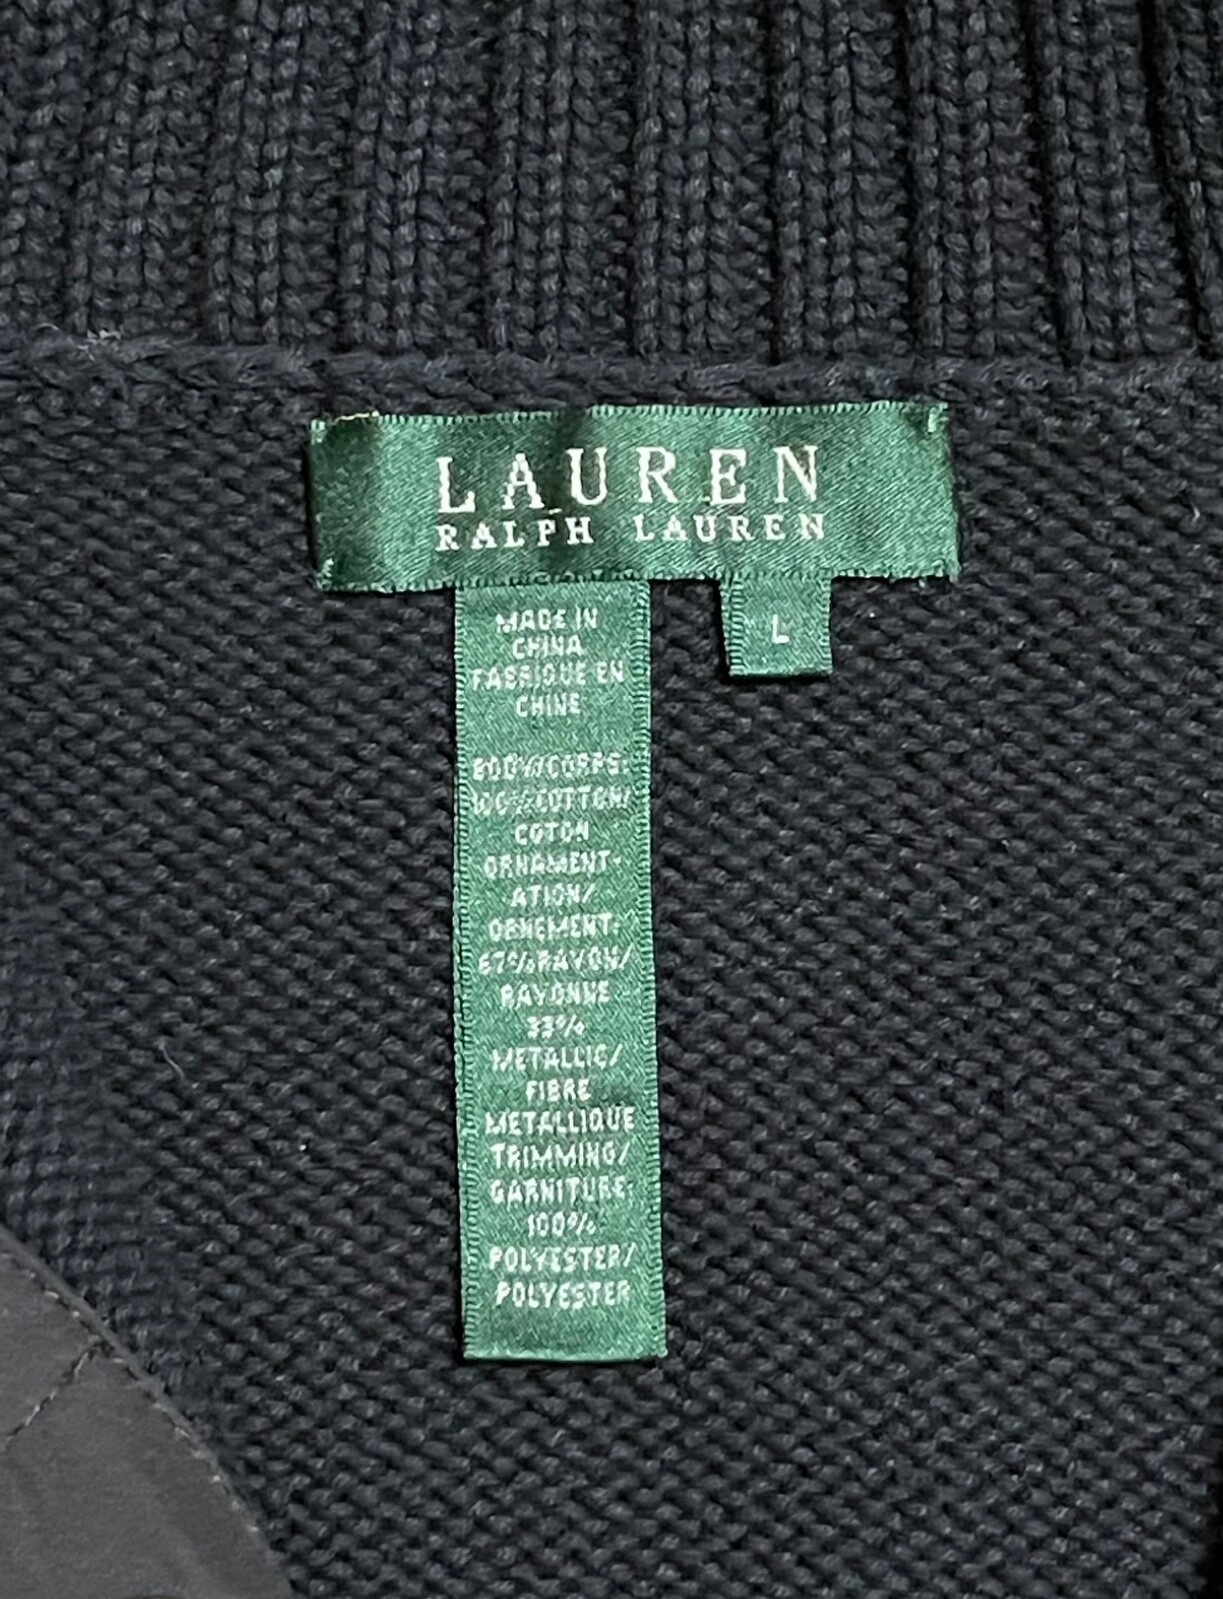 LAUREN
RALPH LAUREN
L
MADE IN
CHINA
FABRIQUE EN
CHINE
BODY/CORPS:
100%COTTON/
COTON
ORNAMENT-
ATION/
ORNEMENT:
67%RAYON/
RAYONNE
33%
METALLIC/
FIBRE
METALLIQUE
TRIMMING/
GARNITURE:
100%
POLYESTER/
POLYESTER